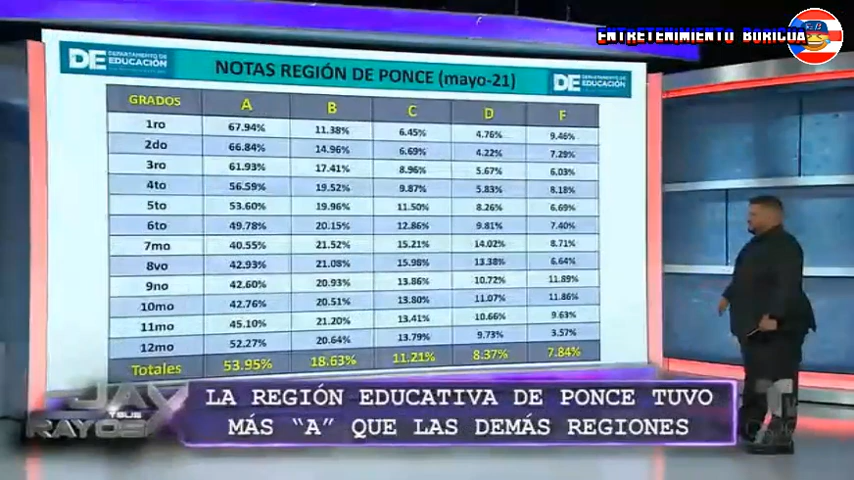 ENTRETENIMIENTO BORICUA
DE DEPARTAMENTO DE EDUCACIÓN
NOTAS REGIÓN DE PONCE (mayo-21)
DE DEPARTAMENTO DE EDUCACIÓN
GRADOS A B C D F
1ro 67.94% 11.38% 6.45% 4.76% 9.46%
2do 66.84% 14.96% 6.69% 4.22% 7.29%
3ro 61.93% 17.41% 8.96% 5.67% 6.03%
4to 56.59% 19.52% 9.87% 5.83% 8.18%
5to 53.60% 19.96% 11.50% 8.26% 6.69%
6to 49.78% 20.15% 12.86% 9.81% 7.40%
7mo 40.55% 21.52% 15.21% 14.02% 8.71%
8vo 42.93% 21.08% 15.98% 13.38% 6.64%
9no 42.60% 20.93% 13.86% 10.72% 11.89%
10mo 42.76% 20.51% 13.80% 11.07% 11.86%
11mo 45.10% 21.20% 13.41% 10.66% 9.63%
12mo 52.27% 20.64% 13.79% 9.73% 3.57%
Totales 53.95% 18.63% 11.21% 8.37% 7.84%
JAY
Y SUS
RAYOS X
LA REGIÓN EDUCATIVA DE PONCE TUVO
MÁS “A” QUE LAS DEMÁS REGIONES